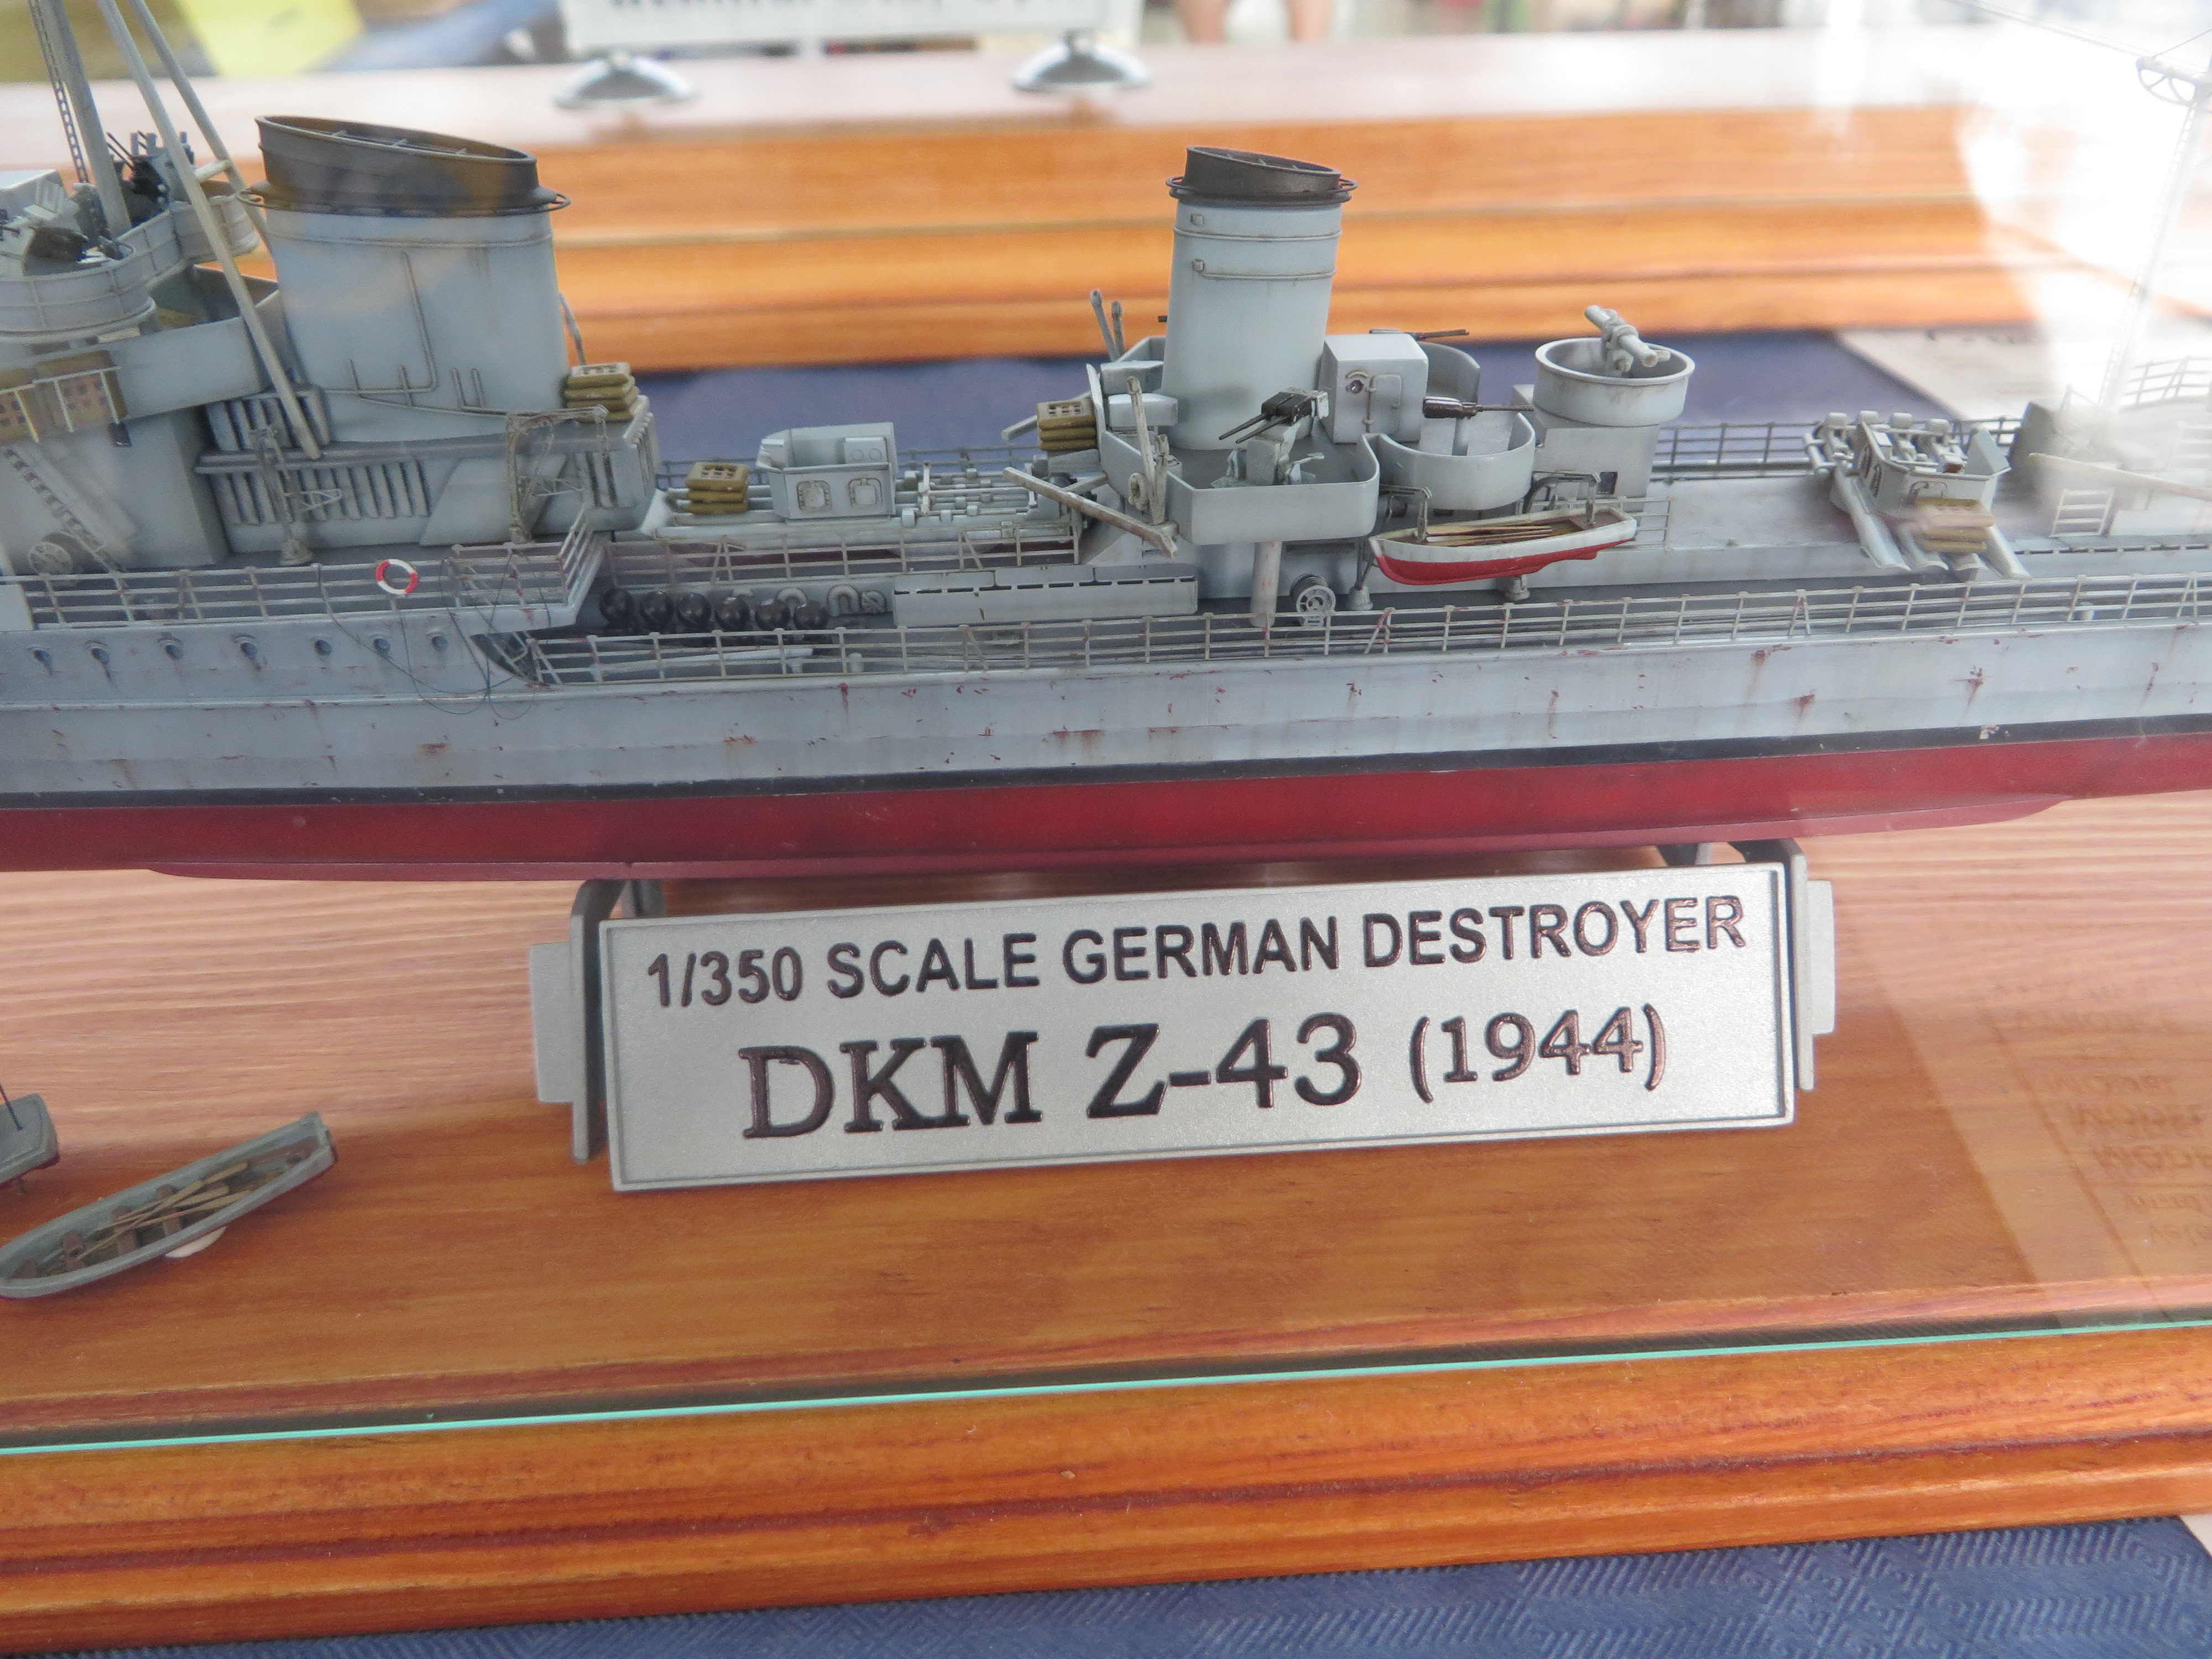 1/350 SCALE GERMAN DESTROYER
DKM Z-43 (1944)